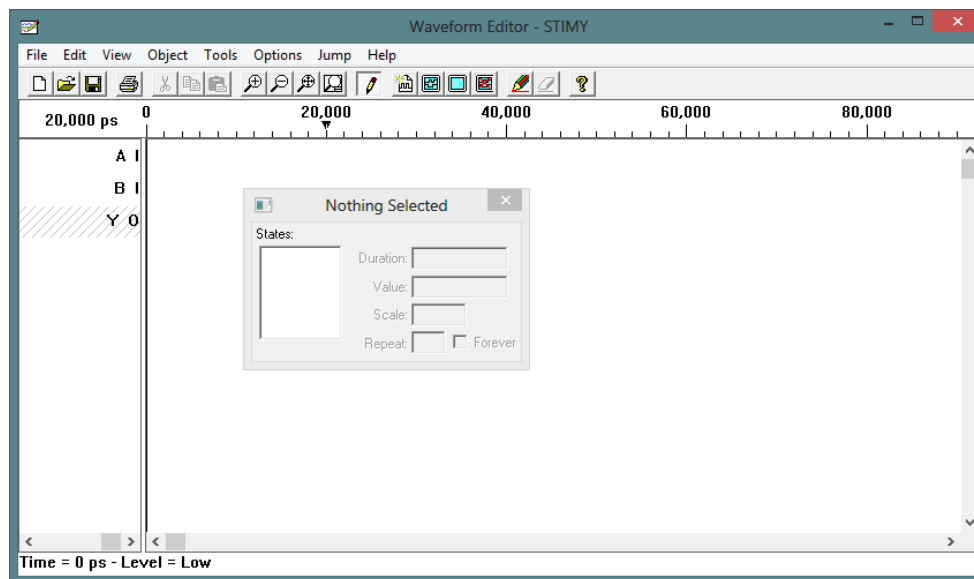 Waveform Editor - STIMY
File Edit View Object Tools Options Jump Help
20,000 ps 0 20,000 40,000 60,000 80,000
A I
B I
Y O
Nothing Selected
States:
Duration:
Value:
Scale:
Repeat: Forever
Time = 0 ps - Level = Low